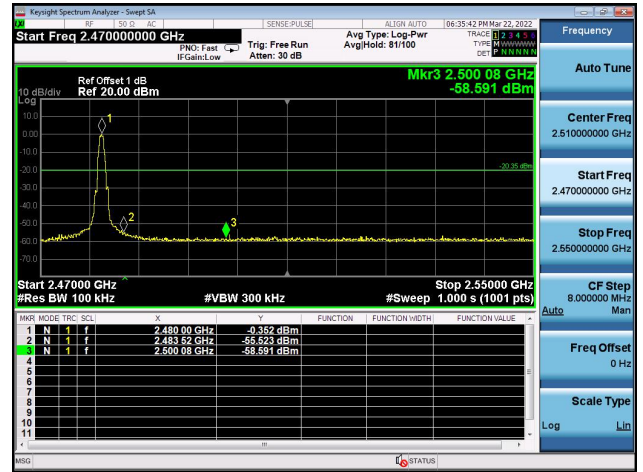 Keysight Spectrum Analyzer - Swept SA
RF 50 Ω AC SENSE:PULSE ALIGN AUTO 06:35:42 PM Mar 22, 2022
Start Freq 2.470000000 GHz
PNO: Fast
IFGain:Low
Trig: Free Run
Atten: 30 dB
Avg Type: Log-Pwr
Avg|Hold: 81/100
TRACE 1 2 3 4 5 6
TYPE M W W W W W
DET P N N N N N
Ref Offset 1 dB
10 dB/div Ref 20.00 dBm
Log
Mkr3 2.500 08 GHz
-58.591 dBm
10.0
0.00
-10.0
-20.0
-30.0
-40.0
-50.0
-60.0
-70.0
1
2
3
-20.35 dBm
Start 2.47000 GHz Stop 2.55000 GHz
#Res BW 100 kHz #VBW 300 kHz #Sweep 1.000 s (1001 pts)
MKR MODE TRC SCL X Y FUNCTION FUNCTION WIDTH FUNCTION VALUE
1 N 1 f 2.480 00 GHz -0.352 dBm
2 N 1 f 2.483 52 GHz -55.523 dBm
3 N 1 f 2.500 08 GHz -58.591 dBm
4
5
6
7
8
9
10
11
MSG STATUS
Frequency
Auto Tune
Center Freq
2.510000000 GHz
Start Freq
2.470000000 GHz
Stop Freq
2.550000000 GHz
CF Step
8.000000 MHz
Auto Man
Freq Offset
0 Hz
Scale Type
Log Lin